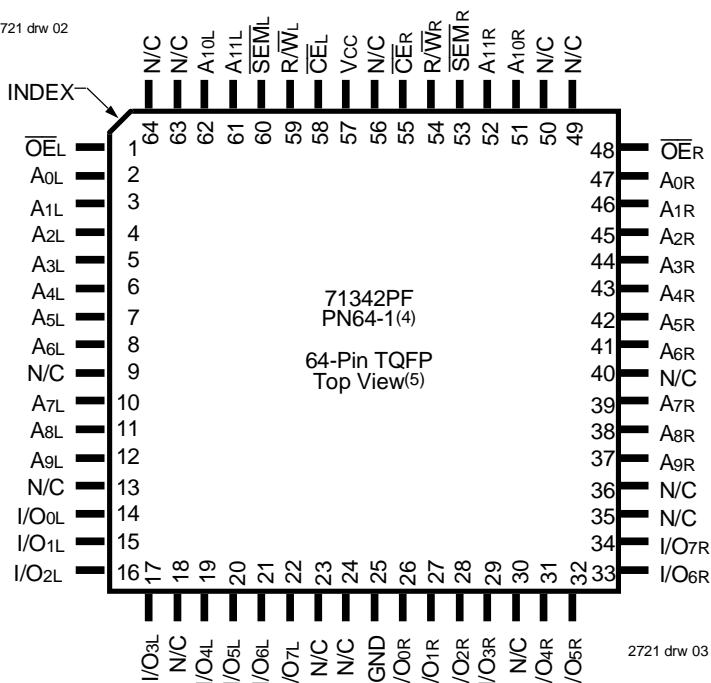 721 drw 02
INDEX
N/C
N/C
A10L
A11L
SEML
R/WL
CEL
VCC
N/C
CER
R/WR
SEMR
A11R
A10R
N/C
N/C
64
63
62
61
60
59
58
57
56
55
54
53
52
51
50
49
OEL 1
A0L 2
A1L 3
A2L 4
A3L 5
A4L 6
A5L 7
A6L 8
N/C 9
A7L 10
A8L 11
A9L 12
N/C 13
I/O0L 14
I/O1L 15
I/O2L 16
71342PF
PN64-1(4)
64-Pin TQFP
Top View(5)
48 OER
47 A0R
46 A1R
45 A2R
44 A3R
43 A4R
42 A5R
41 A6R
40 N/C
39 A7R
38 A8R
37 A9R
36 N/C
35 N/C
34 I/O7R
33 I/O6R
17
18
19
20
21
22
23
24
25
26
27
28
29
30
31
32
I/O3L
N/C
I/O4L
I/O5L
I/O6L
I/O7L
N/C
N/C
GND
I/O0R
I/O1R
I/O2R
I/O3R
N/C
I/O4R
I/O5R
2721 drw 03